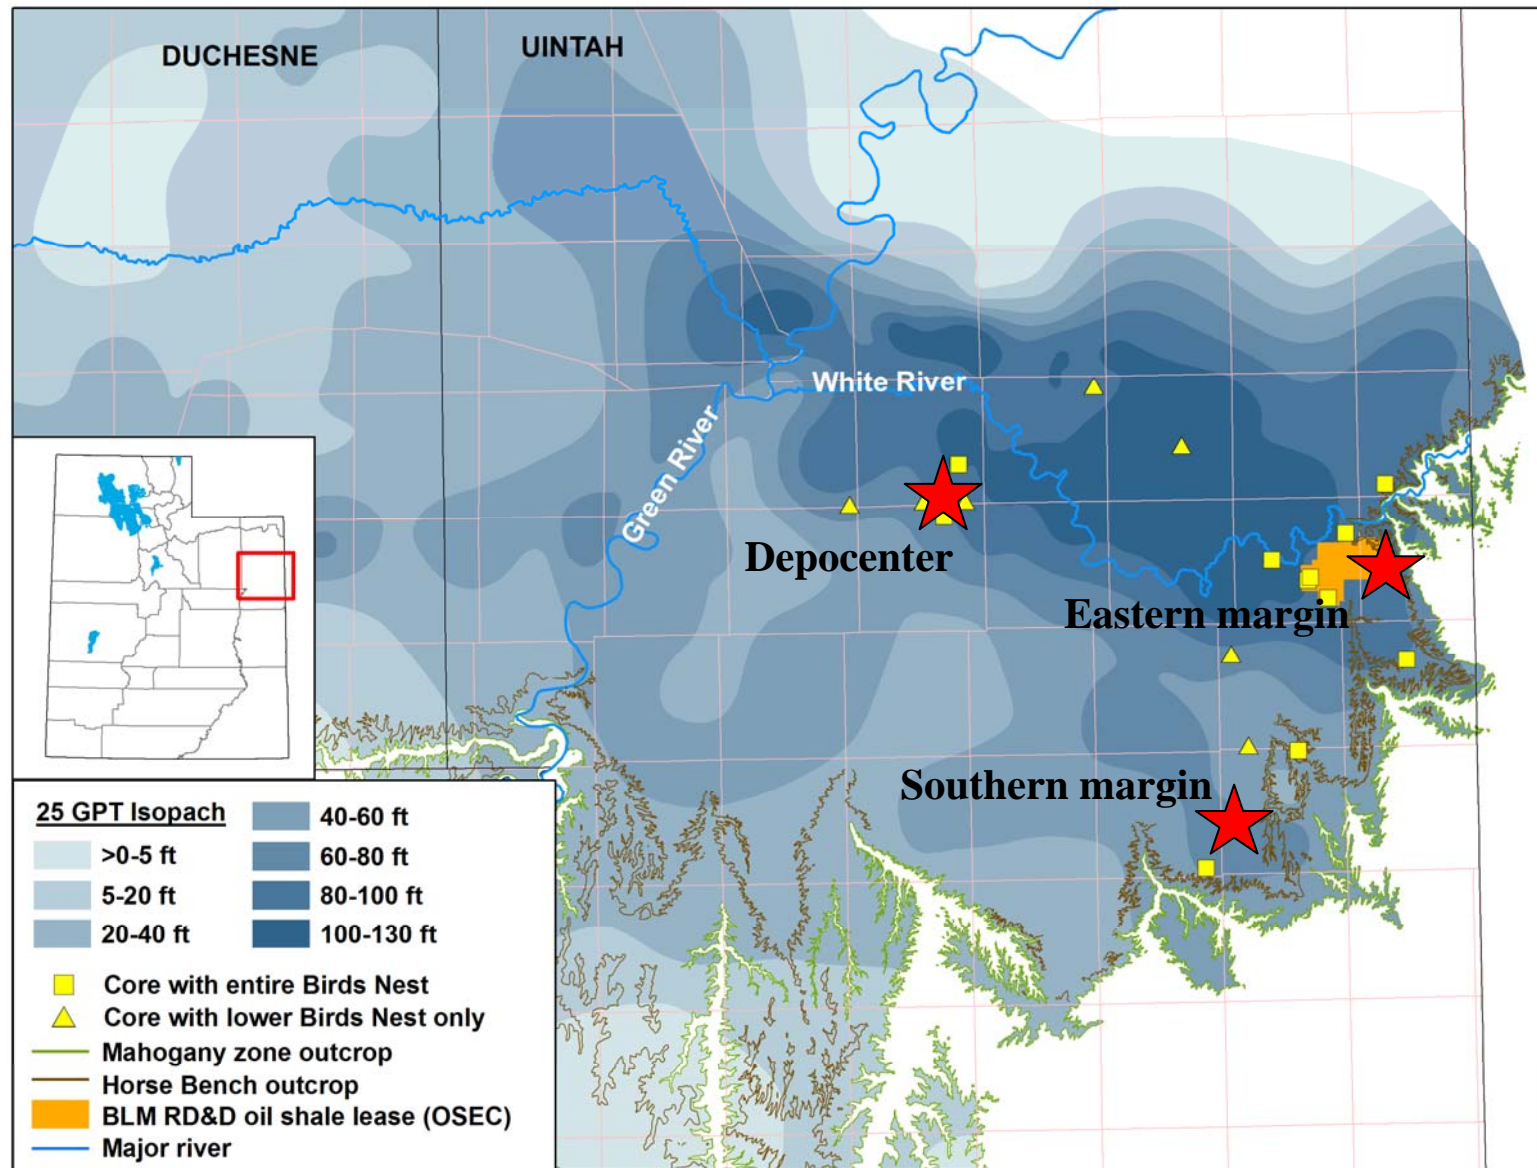 DUCHESNE
UINTAH
White River
Green River
Depocenter
Eastern margin
Southern margin
25 GPT Isopach
>0-5 ft
5-20 ft
20-40 ft
40-60 ft
60-80 ft
80-100 ft
100-130 ft
Core with entire Birds Nest
Core with lower Birds Nest only
Mahogany zone outcrop
Horse Bench outcrop
BLM RD&D oil shale lease (OSEC)
Major river